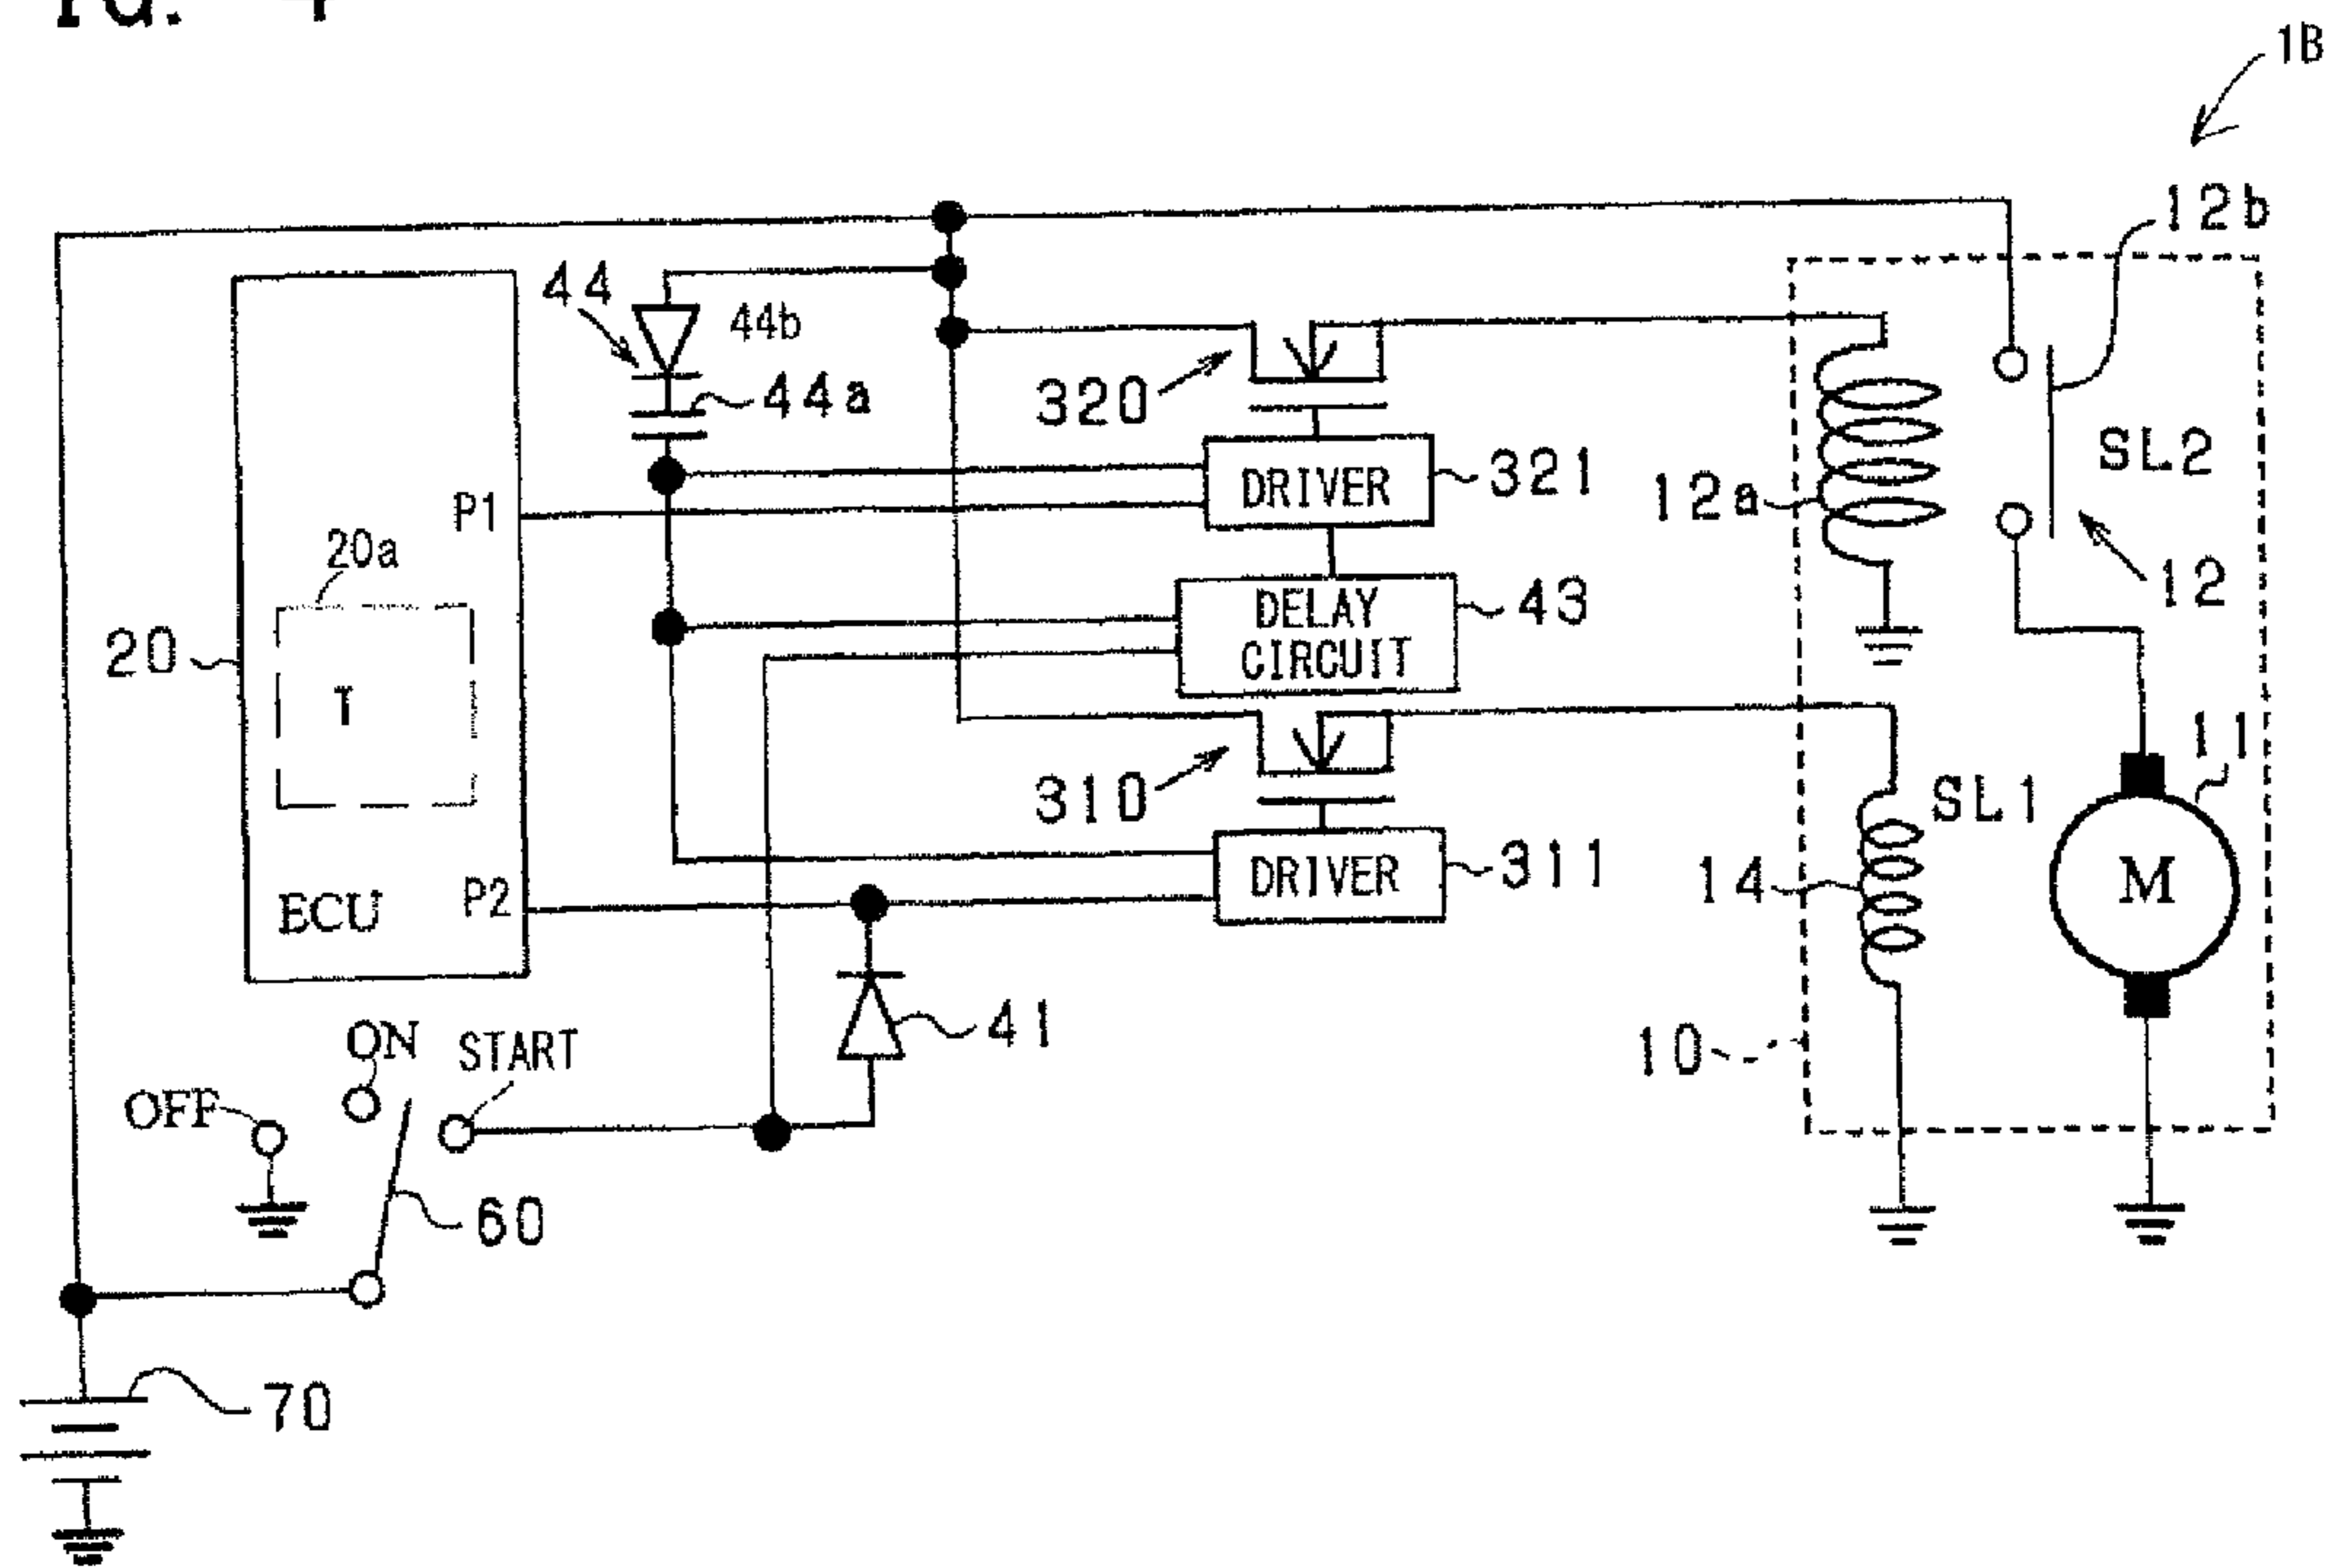 1B
12b
44
44b
44a
320
DRIVER
321
12a
SL2
P1
20a
DELAY
CIRCUIT
43
12
20
T
310
SL1
11
DRIVER
311
14
M
P2
ECU
41
10
ON
START
OFF
60
70